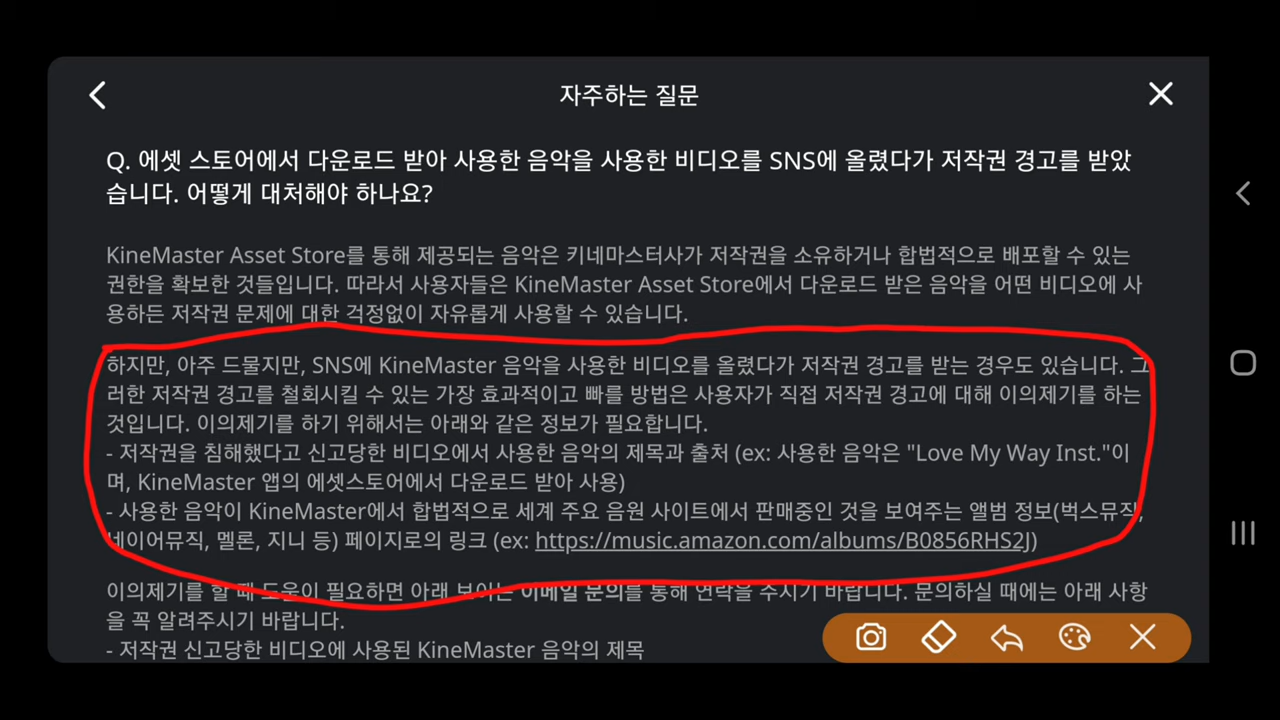 자주하는 질문
Q. 에셋 스토어에서 다운로드 받아 사용한 음악을 사용한 비디오를 SNS에 올렸다가 저작권 경고를 받았
습니다. 어떻게 대처해야 하나요?
KineMaster Asset Store를 통해 제공되는 음악은 키네마스터사가 저작권을 소유하거나 합법적으로 배포할 수 있는
권한을 확보한 것들입니다. 따라서 사용자들은 KineMaster Asset Store에서 다운로드 받은 음악을 어떤 비디오에 사
용하든 저작권 문제에 대한 걱정없이 자유롭게 사용할 수 있습니다.
하지만, 아주 드물지만, SNS에 KineMaster 음악을 사용한 비디오를 올렸다가 저작권 경고를 받는 경우도 있습니다. 그
러한 저작권 경고를 철회시킬 수 있는 가장 효과적이고 빠를 방법은 사용자가 직접 저작권 경고에 대해 이의제기를 하는
것입니다. 이의제기를 하기 위해서는 아래와 같은 정보가 필요합니다.
- 저작권을 침해했다고 신고당한 비디오에서 사용한 음악의 제목과 출처 (ex: 사용한 음악은 "Love My Way Inst."이
며, KineMaster 앱의 에셋스토어에서 다운로드 받아 사용)
- 사용한 음악이 KineMaster에서 합법적으로 세계 주요 음원 사이트에서 판매중인 것을 보여주는 앨범 정보(벅스뮤직,
네이어뮤직, 멜론, 지니 등) 페이지로의 링크 (ex: https://music.amazon.com/albums/B0856RHS2J)
이의제기를 할 때 도움이 필요하면 아래 보이는 이메일 문의를 통해 연락을 주시기 바랍니다. 문의하실 때에는 아래 사항
을 꼭 알려주시기 바랍니다.
- 저작권 신고당한 비디오에 사용된 KineMaster 음악의 제목